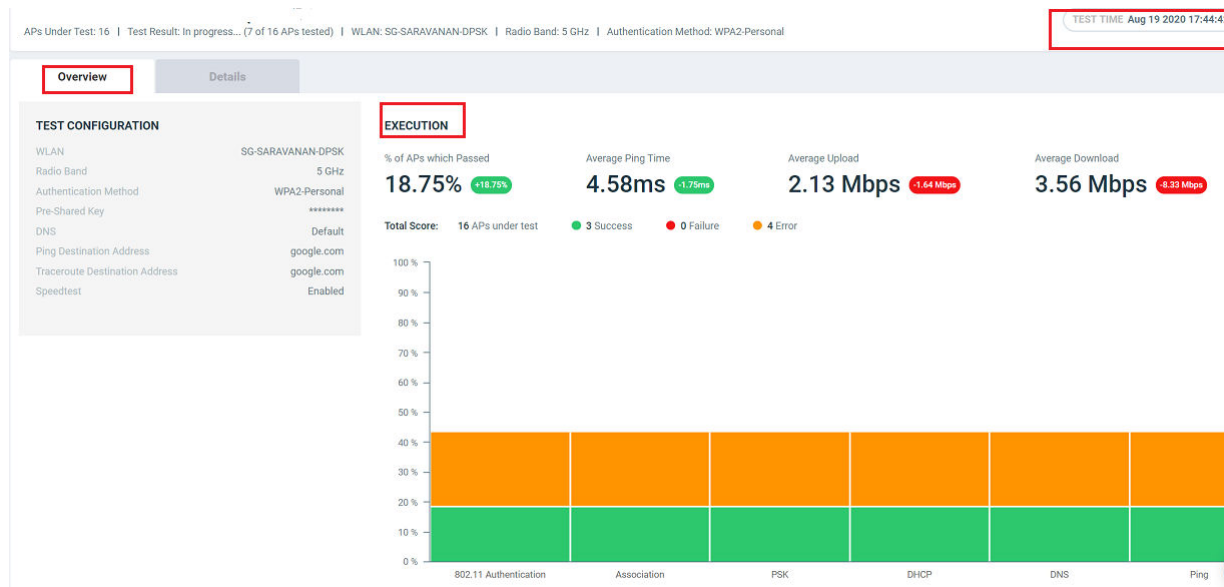 TEST TIME Aug 19 2020 17:44:4
APs Under Test: 16 | Test Result: In progress... (7 of 16 APs tested) | WLAN: SG-SARAVANAN-DPSK | Radio Band: 5 GHz | Authentication Method: WPA2-Personal
Overview Details
TEST CONFIGURATION
WLAN SG-SARAVANAN-DPSK
Radio Band 5 GHz
Authentication Method WPA2-Personal
Pre-Shared Key ********
DNS Default
Ping Destination Address google.com
Traceroute Destination Address google.com
Speedtest Enabled
EXECUTION
% of APs which Passed Average Ping Time Average Upload Average Download
18.75% +18.75% 4.58ms -1.75ms 2.13 Mbps -1.64 Mbps 3.56 Mbps -8.33 Mbps
Total Score: 16 APs under test 3 Success 0 Failure 4 Error
100 %
90 %
80 %
70 %
60 %
50 %
40 %
30 %
20 %
10 %
0 %
802.11 Authentication Association PSK DHCP DNS Ping